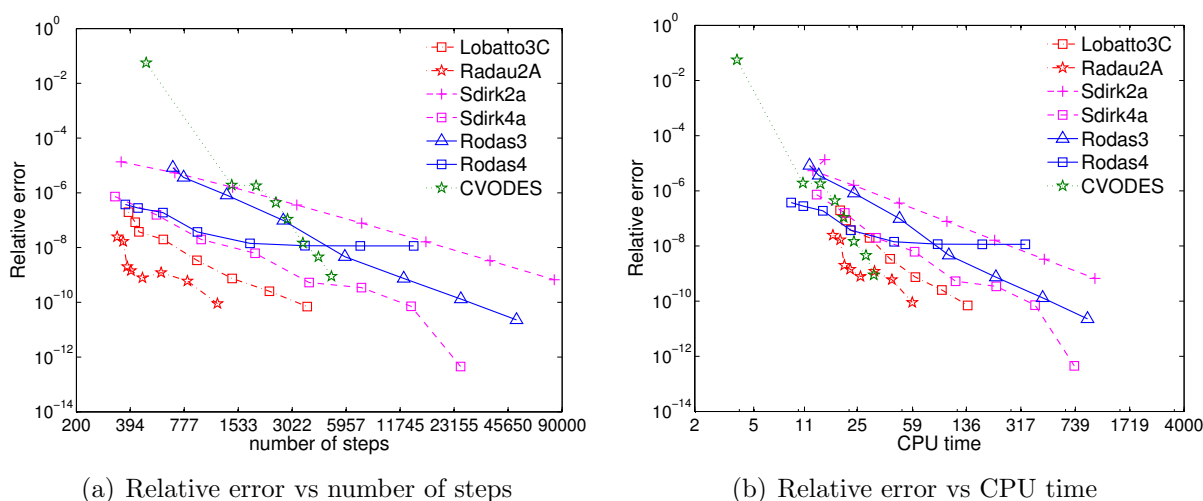 10^0
10^−2
10^−4
10^−6
10^−8
10^−10
10^−12
10^−14
Relative error
200 394 777 1533 3022 5957 11745 23155 45650 90000
number of steps
Lobatto3C
Radau2A
Sdirk2a
Sdirk4a
Rodas3
Rodas4
CVODES
(a) Relative error vs number of steps
10^0
10^−2
10^−4
10^−6
10^−8
10^−10
10^−12
10^−14
Relative error
2 5 11 25 59 136 317 739 1719 4000
CPU time
Lobatto3C
Radau2A
Sdirk2a
Sdirk4a
Rodas3
Rodas4
CVODES
(b) Relative error vs CPU time